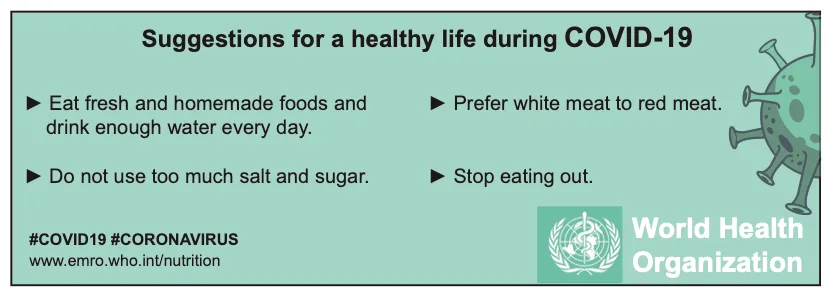 Suggestions for a healthy life during COVID-19
► Eat fresh and homemade foods and
drink enough water every day.
► Do not use too much salt and sugar.
► Prefer white meat to red meat.
► Stop eating out.
#COVID19 #CORONAVIRUS
www.emro.who.int/nutrition
World Health
Organization